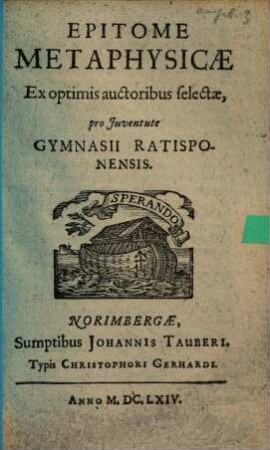 EPITOME
METAPHYSICÆ
Ex optimis auctoribus selectæ,
pro Juventute
GYMNASII RATISPO-
NENSIS.
SPERANDO
NORIMBERGÆ,
Sumptibus JOHANNIS TAUBERI.
Typis CHRISTOPHORI GERHARDI.
ANNO M. DC. LXIV.